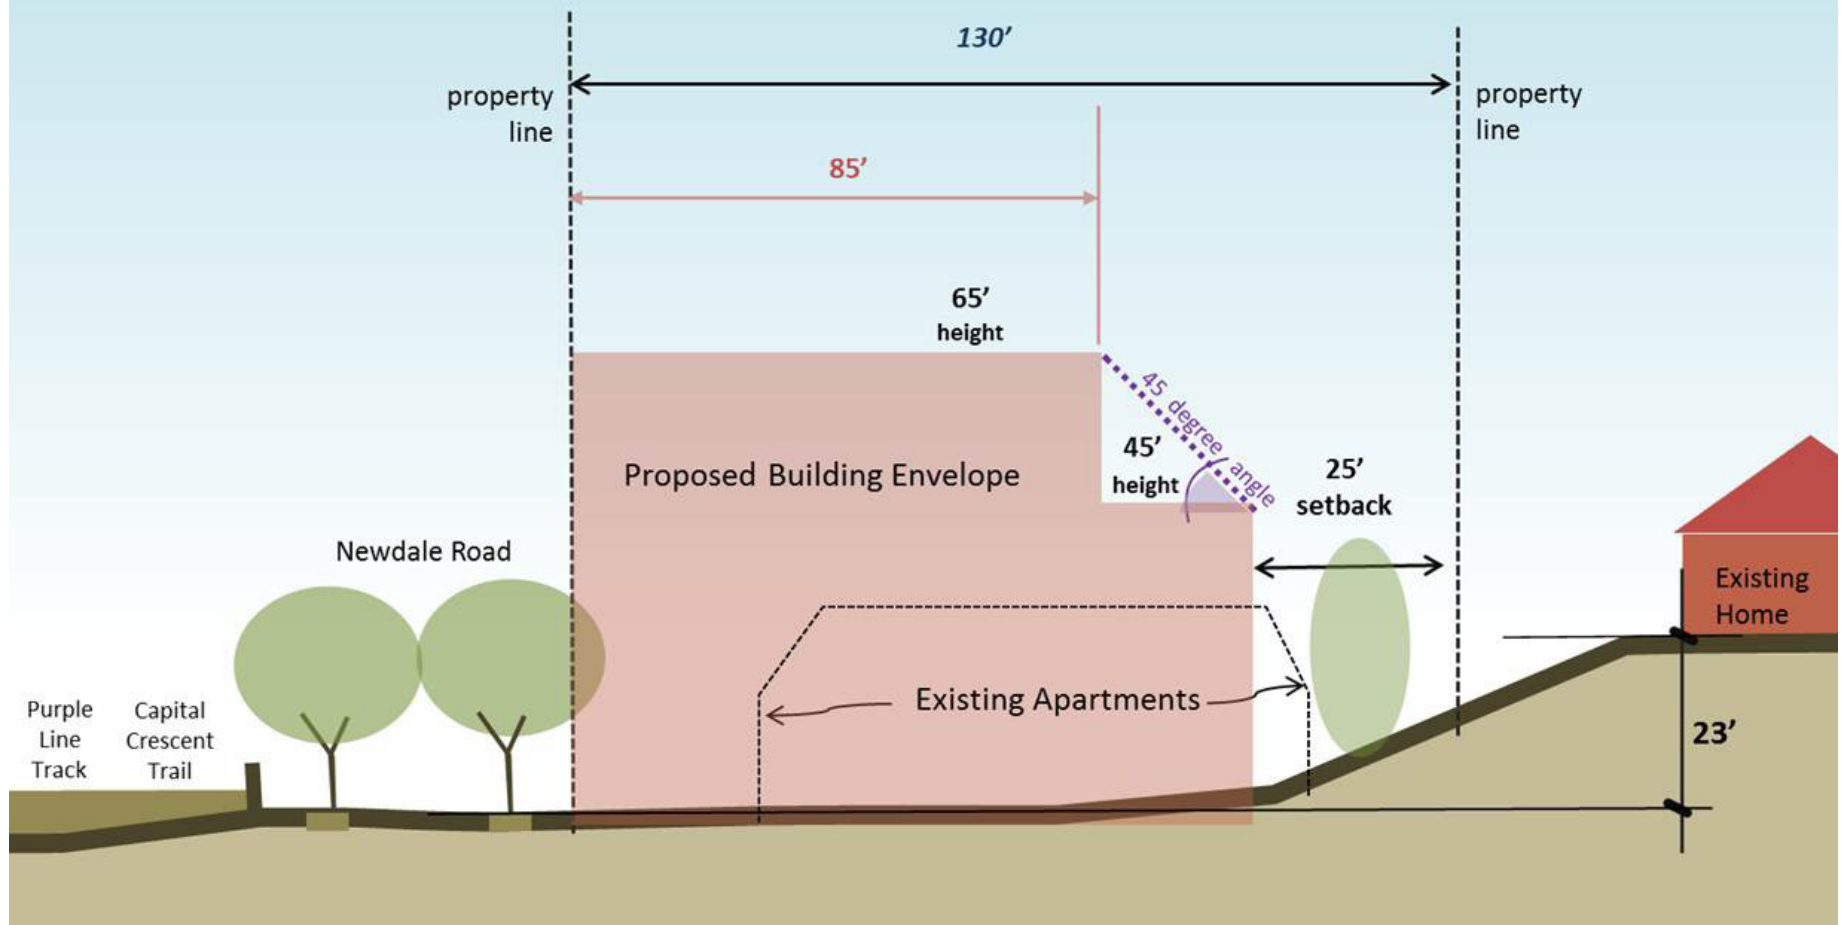 130’
property
line
property
line
85’
65’
height
45 degree angle
45’
height
25’
setback
Proposed Building Envelope
Newdale Road
Existing
Home
Existing Apartments
Purple
Line
Track
Capital
Crescent
Trail
23’